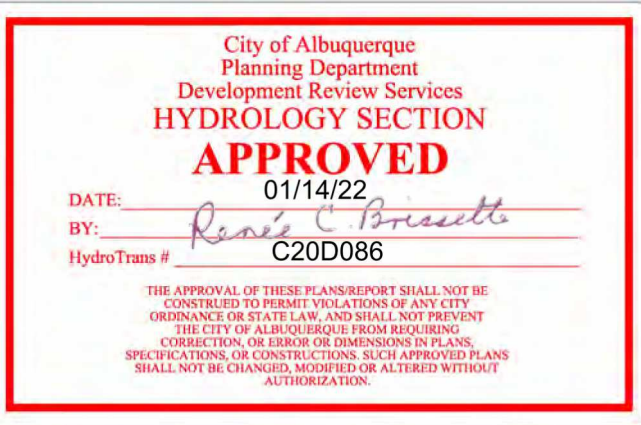 City of Albuquerque
Planning Department
Development Review Services
HYDROLOGY SECTION
APPROVED
DATE: 01/14/22
BY: Renée C. Brissette
HydroTrans # C20D086
THE APPROVAL OF THESE PLANS/REPORT SHALL NOT BE
CONSTRUED TO PERMIT VIOLATIONS OF ANY CITY
ORDINANCE OR STATE LAW, AND SHALL NOT PREVENT
THE CITY OF ALBUQUERQUE FROM REQUIRING
CORRECTION, OR ERROR OR DIMENSIONS IN PLANS,
SPECIFICATIONS, OR CONSTRUCTIONS. SUCH APPROVED PLANS
SHALL NOT BE CHANGED, MODIFIED OR ALTERED WITHOUT
AUTHORIZATION.